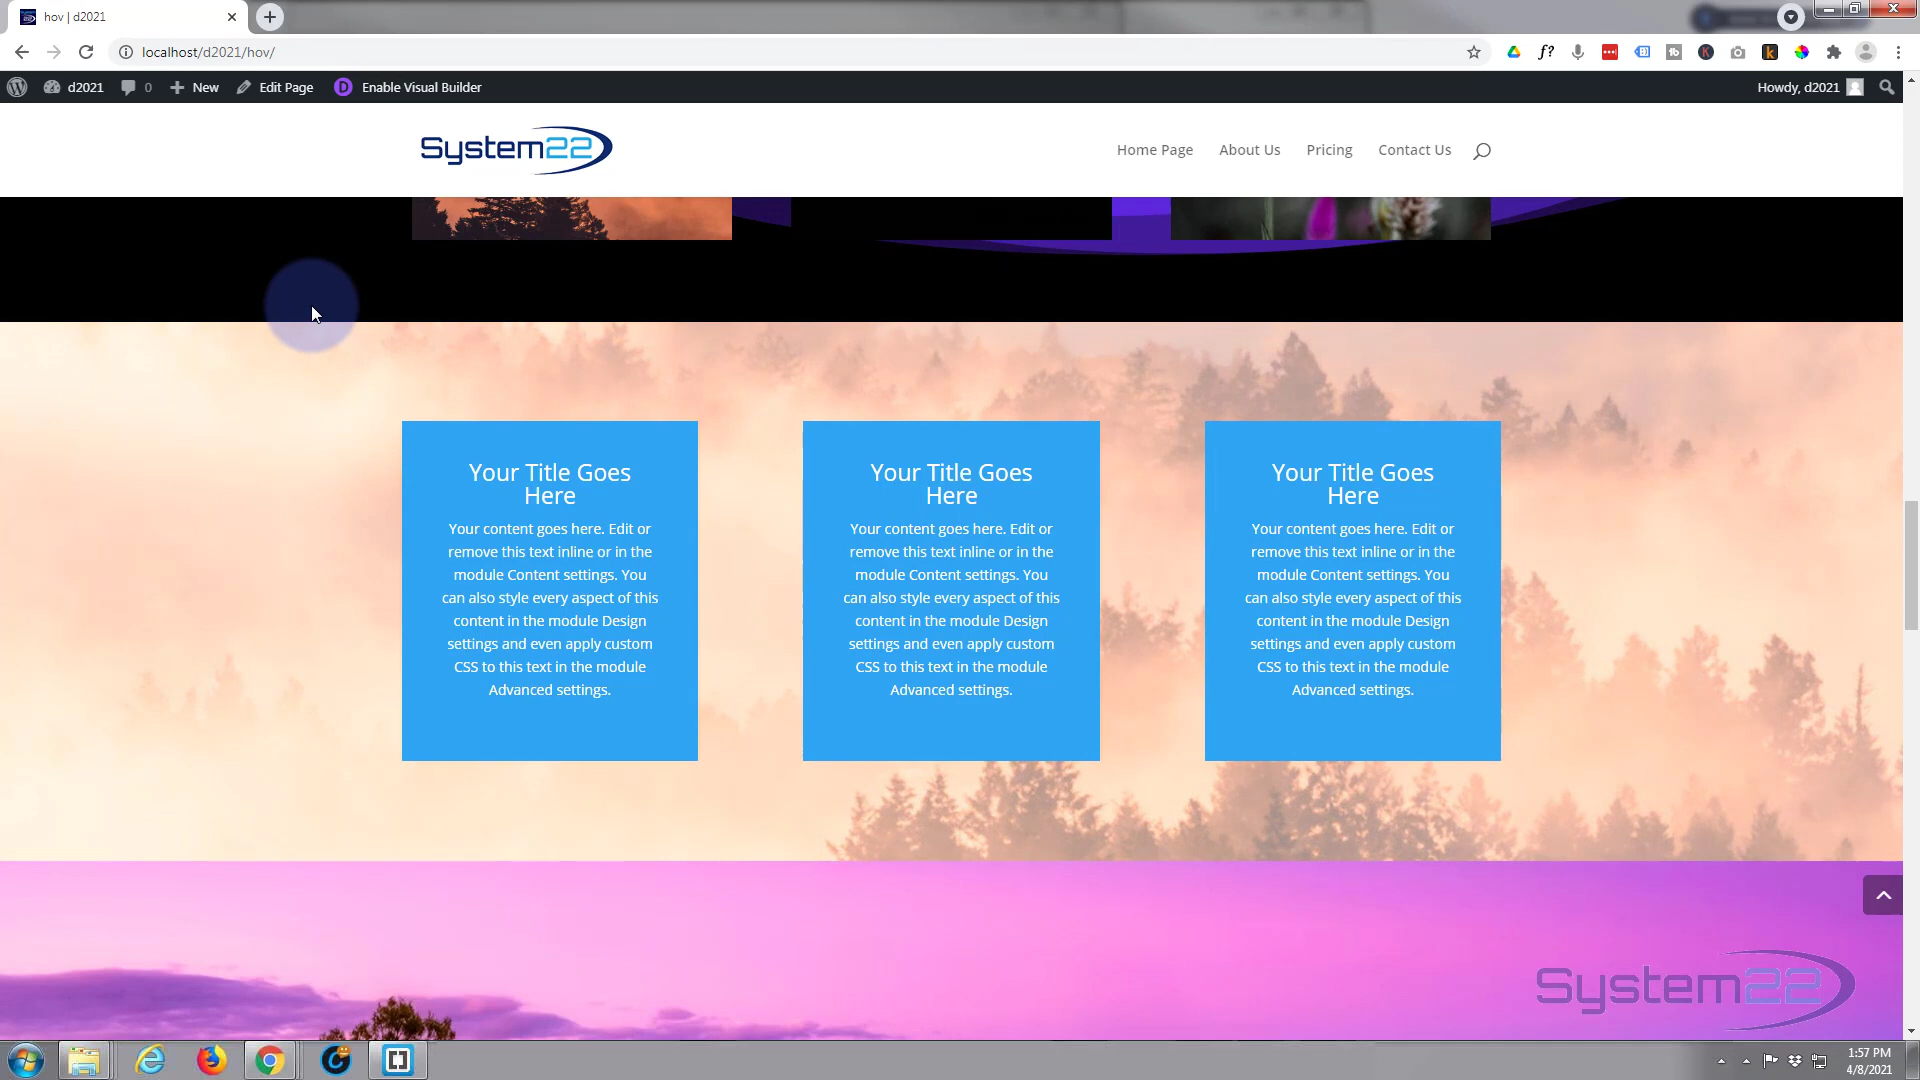 hov | d2021
localhost/d2021/hov/
f?
d2021
0
New
Edit Page
D
Enable Visual Builder
Howdy, d2021
System22
Home Page
About Us
Pricing
Contact Us
Your Title Goes
Here
Your content goes here. Edit or
remove this text inline or in the
module Content settings. You
can also style every aspect of this
content in the module Design
settings and even apply custom
CSS to this text in the module
Advanced settings.
Your Title Goes
Here
Your content goes here. Edit or
remove this text inline or in the
module Content settings. You
can also style every aspect of this
content in the module Design
settings and even apply custom
CSS to this text in the module
Advanced settings.
Your Title Goes
Here
Your content goes here. Edit or
remove this text inline or in the
module Content settings. You
can also style every aspect of this
content in the module Design
settings and even apply custom
CSS to this text in the module
Advanced settings.
System22
1:57 PM
4/8/2021